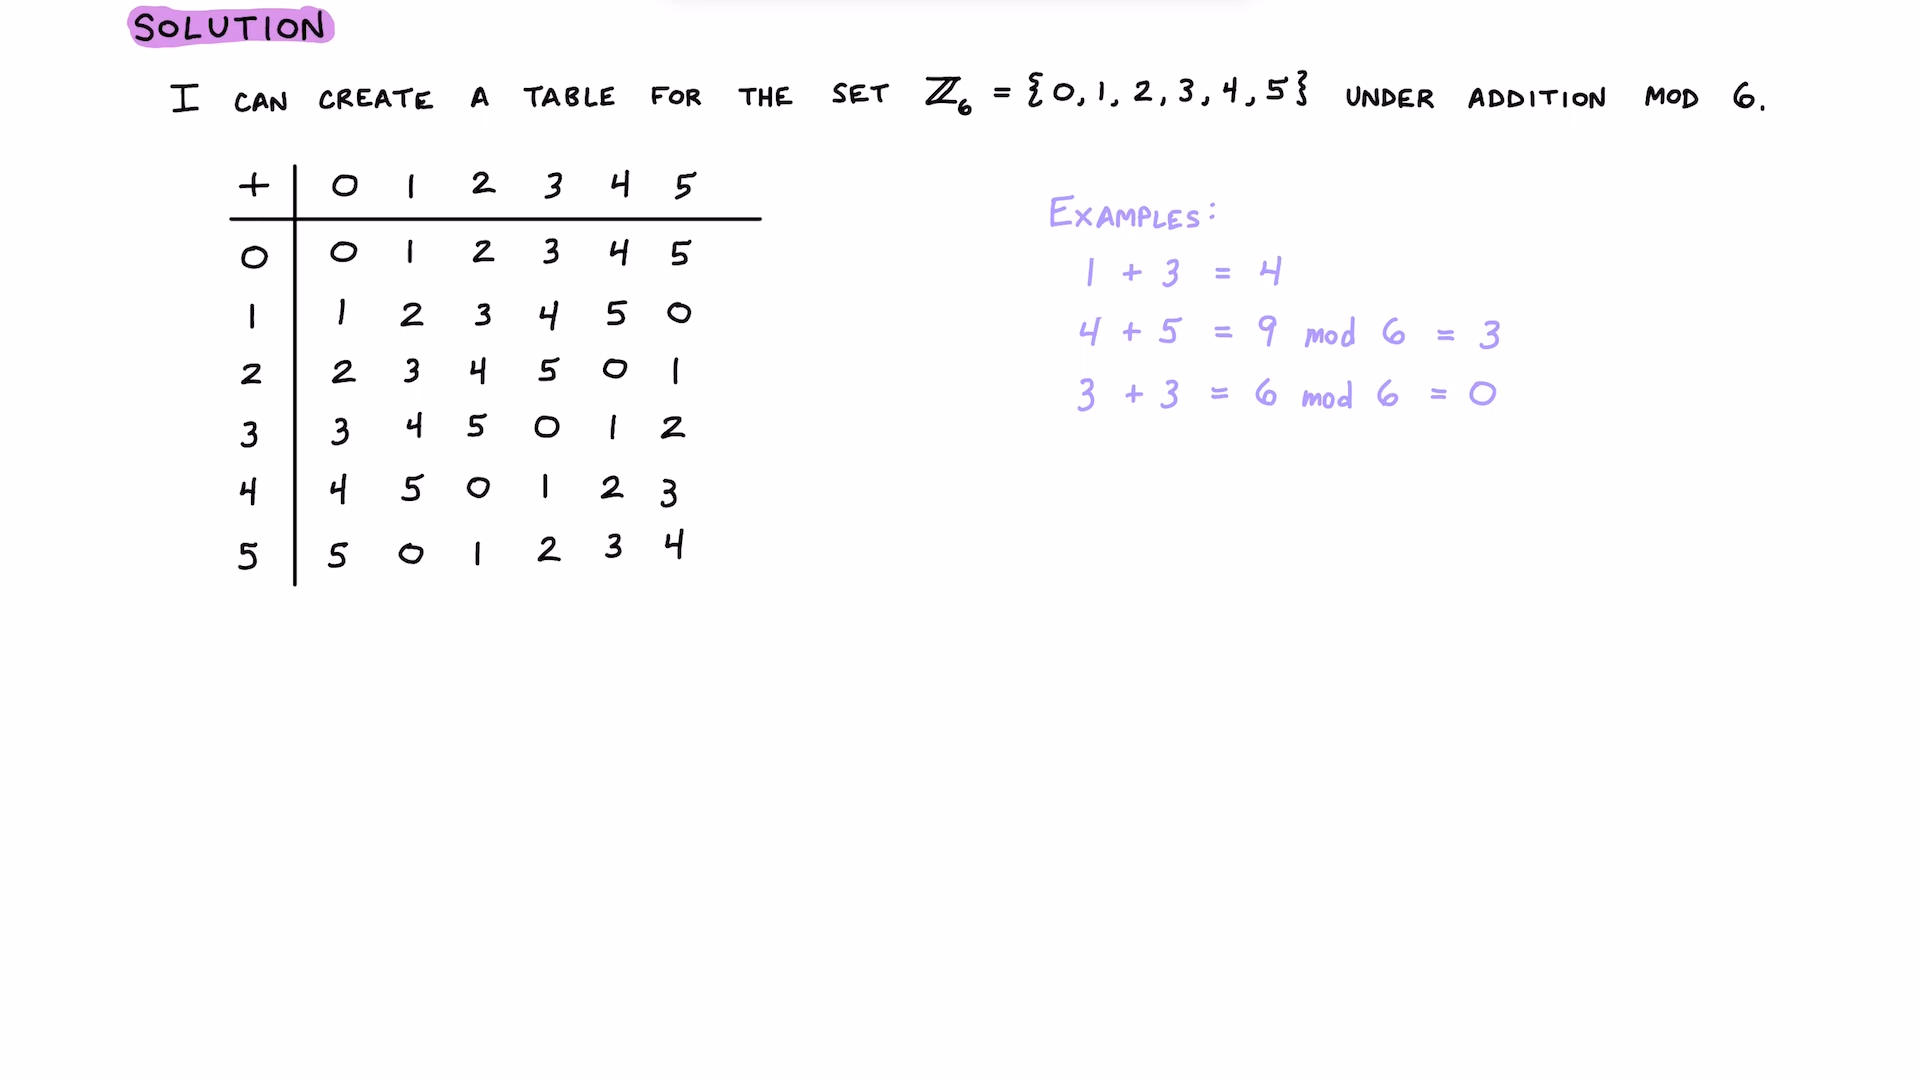 SOLUTION
I CAN CREATE A TABLE FOR THE SET ℤ₆ = {0, 1, 2, 3, 4, 5} UNDER ADDITION MOD 6.
+ | 0 1 2 3 4 5
0 | 0 1 2 3 4 5
1 | 1 2 3 4 5 0
2 | 2 3 4 5 0 1
3 | 3 4 5 0 1 2
4 | 4 5 0 1 2 3
5 | 5 0 1 2 3 4
EXAMPLES:
1 + 3 = 4
4 + 5 = 9 mod 6 = 3
3 + 3 = 6 mod 6 = 0